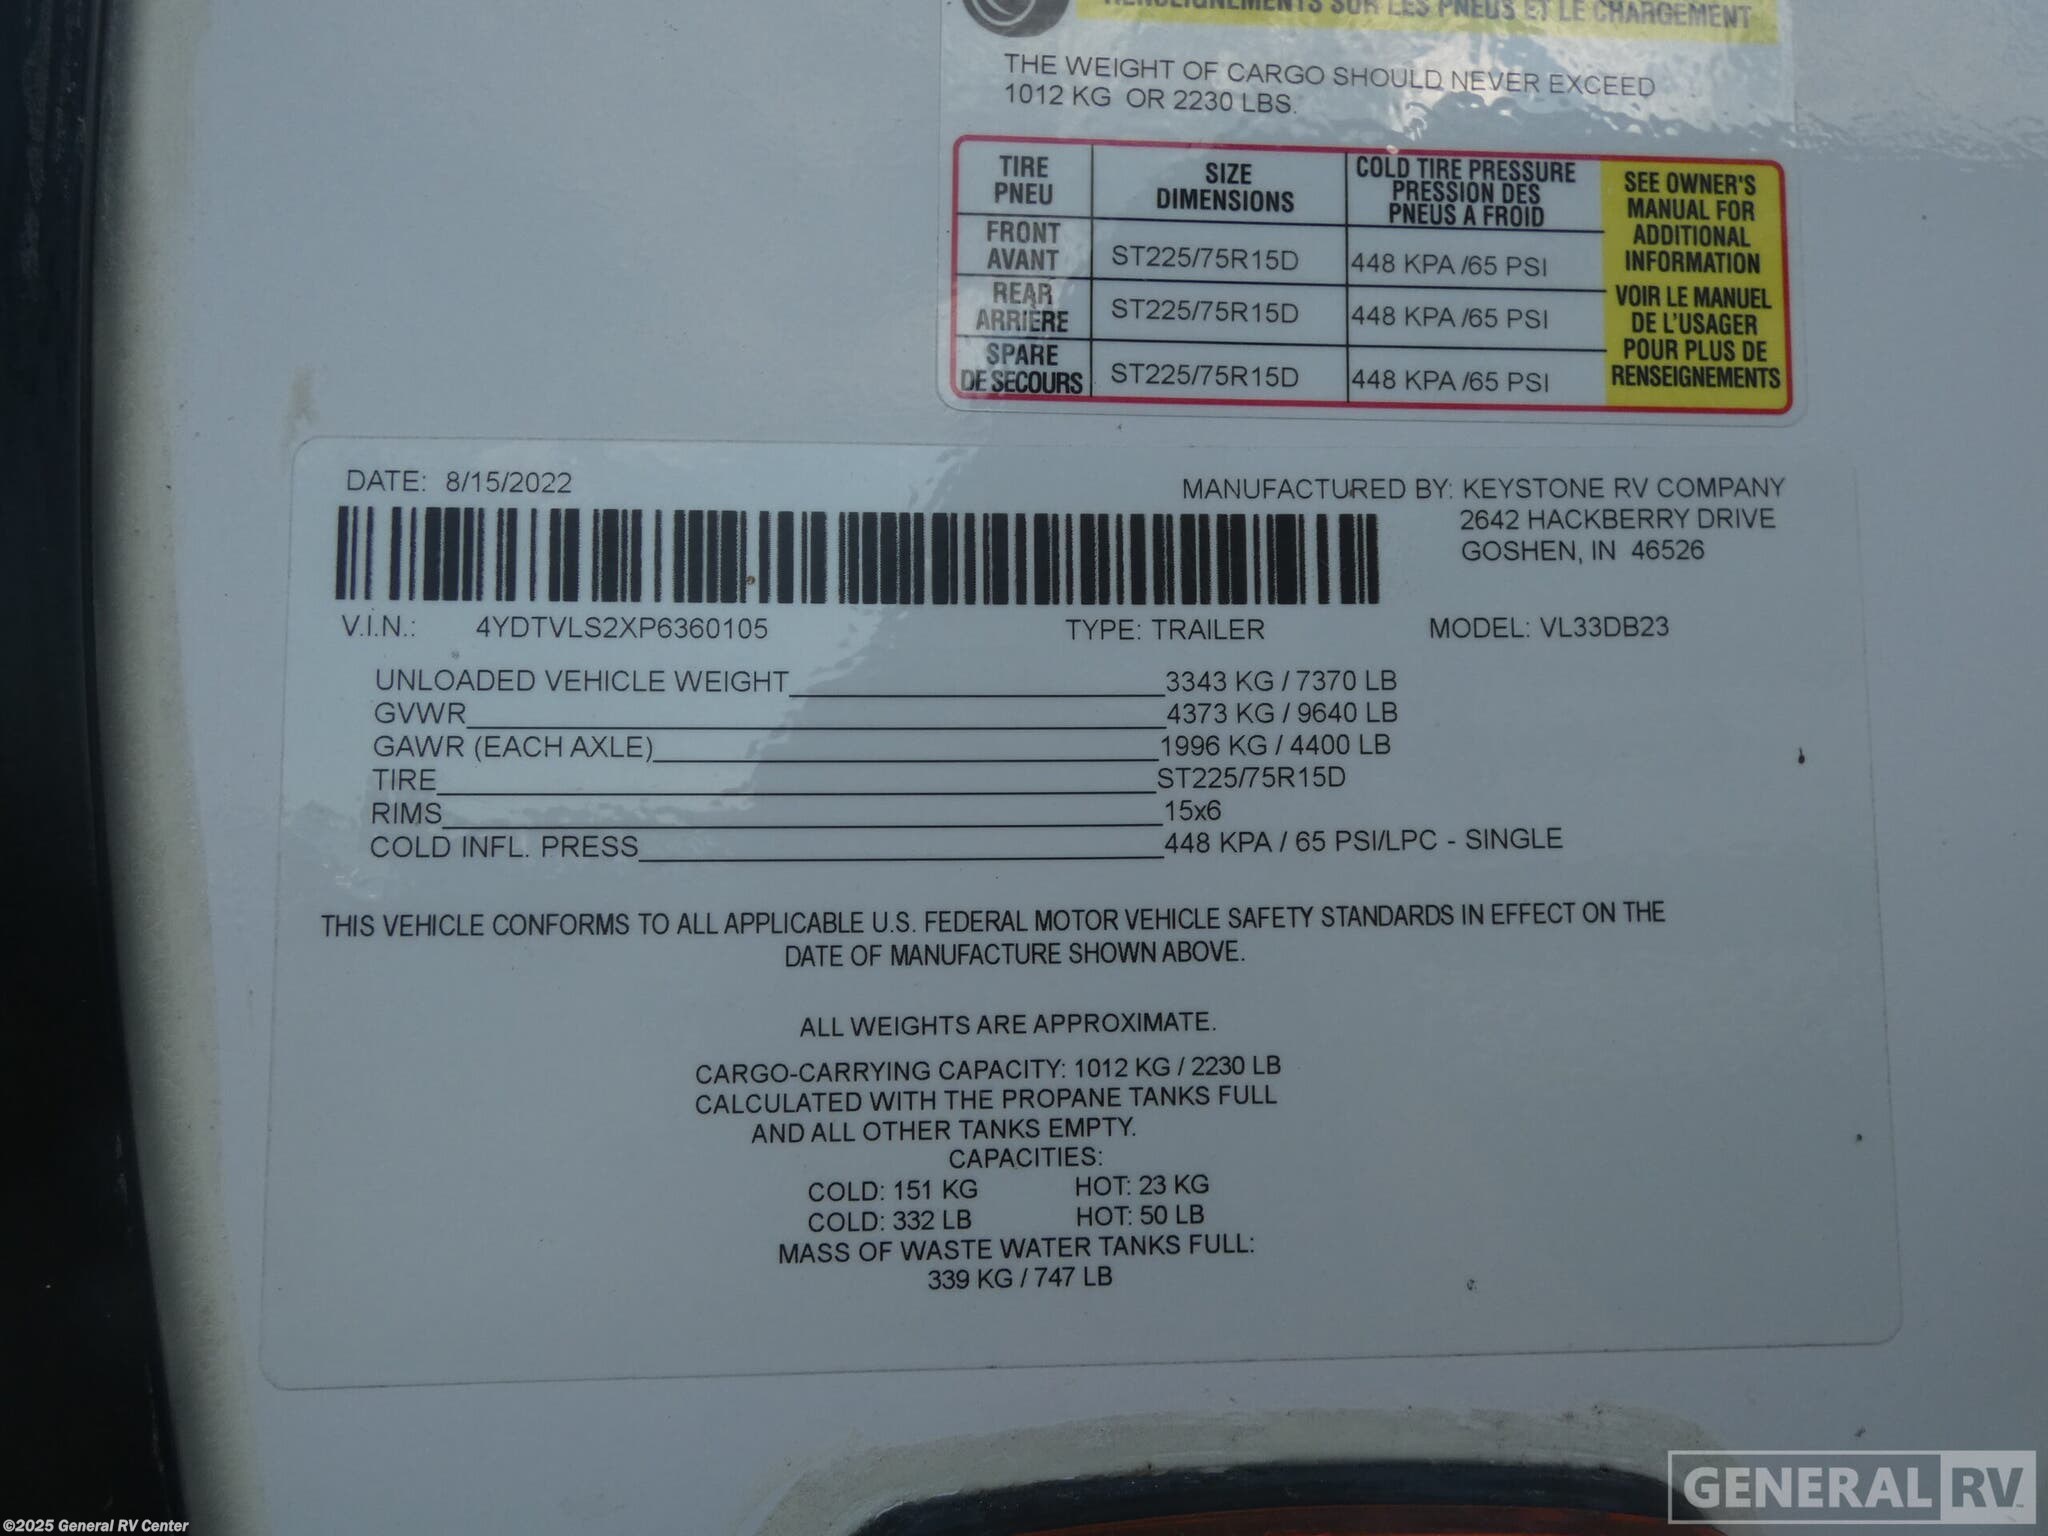 RENSEIGNEMENTS SUR LES PNEUS ET LE CHARGEMENT
THE WEIGHT OF CARGO SHOULD NEVER EXCEED
1012 KG OR 2230 LBS.
TIRE
PNEU
SIZE
DIMENSIONS
COLD TIRE PRESSURE
PRESSION DES
PNEUS A FROID
FRONT
AVANT
ST225/75R15D
448 KPA /65 PSI
REAR
ARRIÈRE
ST225/75R15D
448 KPA /65 PSI
SPARE
DE SECOURS
ST225/75R15D
448 KPA /65 PSI
SEE OWNER'S
MANUAL FOR
ADDITIONAL
INFORMATION
VOIR LE MANUEL
DE L'USAGER
POUR PLUS DE
RENSEIGNEMENTS
DATE: 8/15/2022
MANUFACTURED BY: KEYSTONE RV COMPANY
2642 HACKBERRY DRIVE
GOSHEN, IN 46526
V.I.N.: 4YDTVLS2XP6360105 TYPE: TRAILER MODEL: VL33DB23
UNLOADED VEHICLE WEIGHT 3343 KG / 7370 LB
GVWR 4373 KG / 9640 LB
GAWR (EACH AXLE) 1996 KG / 4400 LB
TIRE ST225/75R15D
RIMS 15x6
COLD INFL. PRESS 448 KPA / 65 PSI/LPC - SINGLE
THIS VEHICLE CONFORMS TO ALL APPLICABLE U.S. FEDERAL MOTOR VEHICLE SAFETY STANDARDS IN EFFECT ON THE
DATE OF MANUFACTURE SHOWN ABOVE.
ALL WEIGHTS ARE APPROXIMATE.
CARGO-CARRYING CAPACITY: 1012 KG / 2230 LB
CALCULATED WITH THE PROPANE TANKS FULL
AND ALL OTHER TANKS EMPTY.
CAPACITIES:
COLD: 151 KG HOT: 23 KG
COLD: 332 LB HOT: 50 LB
MASS OF WASTE WATER TANKS FULL:
339 KG / 747 LB
GENERAL RV
©2025 General RV Center